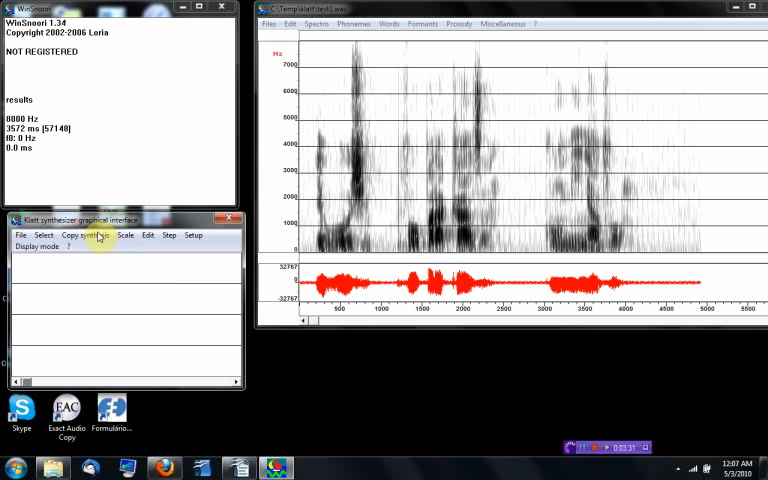 WinSnoori
WinSnoori 1.34
Copyright 2002-2006 Loria
NOT REGISTERED
results
8000 Hz
3572 ms [57148]
f0: 0 Hz
0.0 ms
C:\Temp\klatt\test1.wav
Files Edit Spectro Phonemes Words Formants Prosody Miscellaneous ?
Hz
7000
6000
5000
4000
3000
2000
1000
0
32767
0
-32767
500 1000 1500 2000 2500 3000 3500 4000 4500 5000 5500
Klatt synthesizer graphical interface
File Select Copy synthesis Scale Edit Step Setup
Display mode ?
Skype
Exact Audio
Copy
Formulário...
0:03:31
12:07 AM
5/3/2010